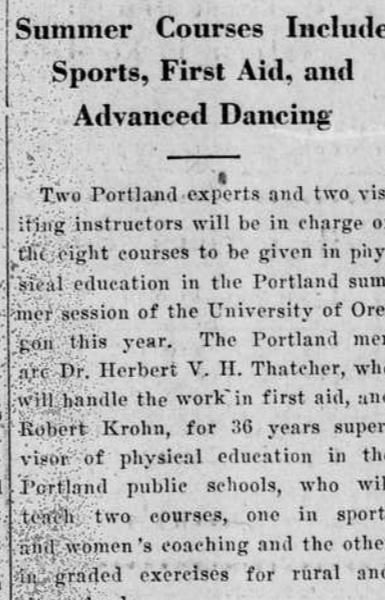 Summer Courses Include
Sports, First Aid, and
Advanced Dancing
Two Portland experts and two vis
iting instructors will be in charge o
the eight courses to be given in phy
sical education in the Portland sum
mer session of the University of Ore
gon this year. The Portland men
are Dr. Herbert V. H. Thatcher, who
will handle the work in first aid, and
Robert Krohn, for 36 years super
visor of physical education in the
Portland public schools, who wil
teach two courses, one in sport
and women's coaching and the othe
in graded exercises for rural and